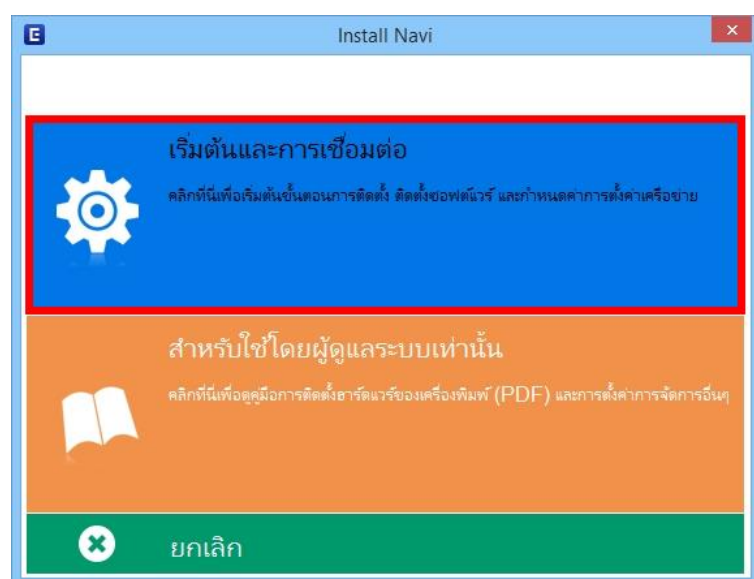 E
Install Navi
เริ่มต้นและการเชื่อมต่อ
คลิกที่นี่เพื่อเริ่มต้นขั้นตอนการติดตั้ง ติดตั้งซอฟต์แวร์ และกำหนดค่าการตั้งค่าเครือข่าย
สำหรับใช้โดยผู้ดูแลระบบเท่านั้น
คลิกที่นี่เพื่อดูคู่มือการติดตั้งฮาร์ดแวร์ของเครื่องพิมพ์ (PDF) และการตั้งค่าการจัดการอื่นๆ
ยกเลิก